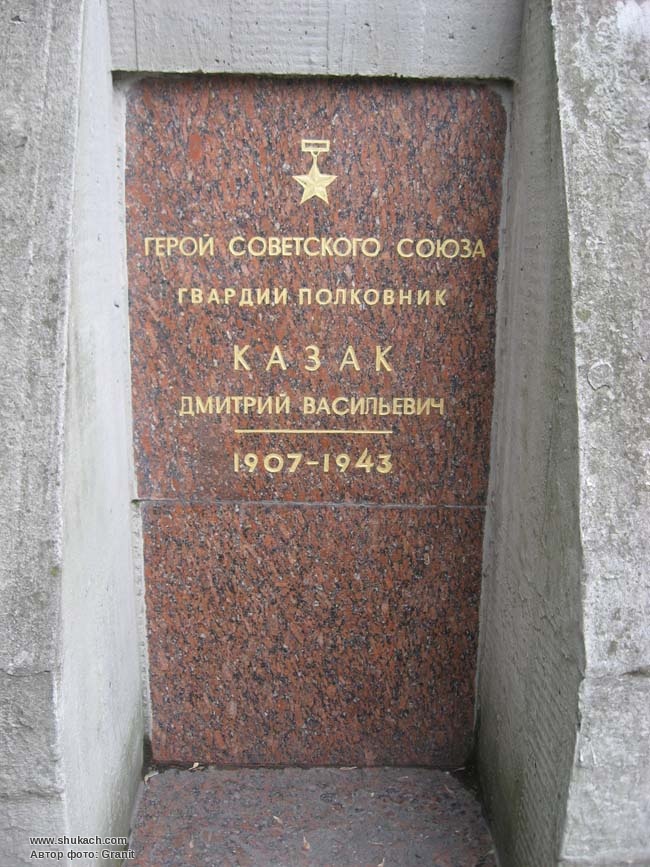 ГЕРОЙ СОВЕТСКОГО СОЮЗА
ГВАРДИИ ПОЛКОВНИК
КАЗАК
ДМИТРИЙ ВАСИЛЬЕВИЧ
1907-1943
www.shukach.com
Автор фото: Granit